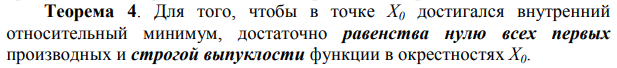 Теорема 4. Для того, чтобы в точке X₀ достигался внутренний
относительный минимум, достаточно равенства нулю всех первых
производных и строгой выпуклости функции в окрестностях X₀.